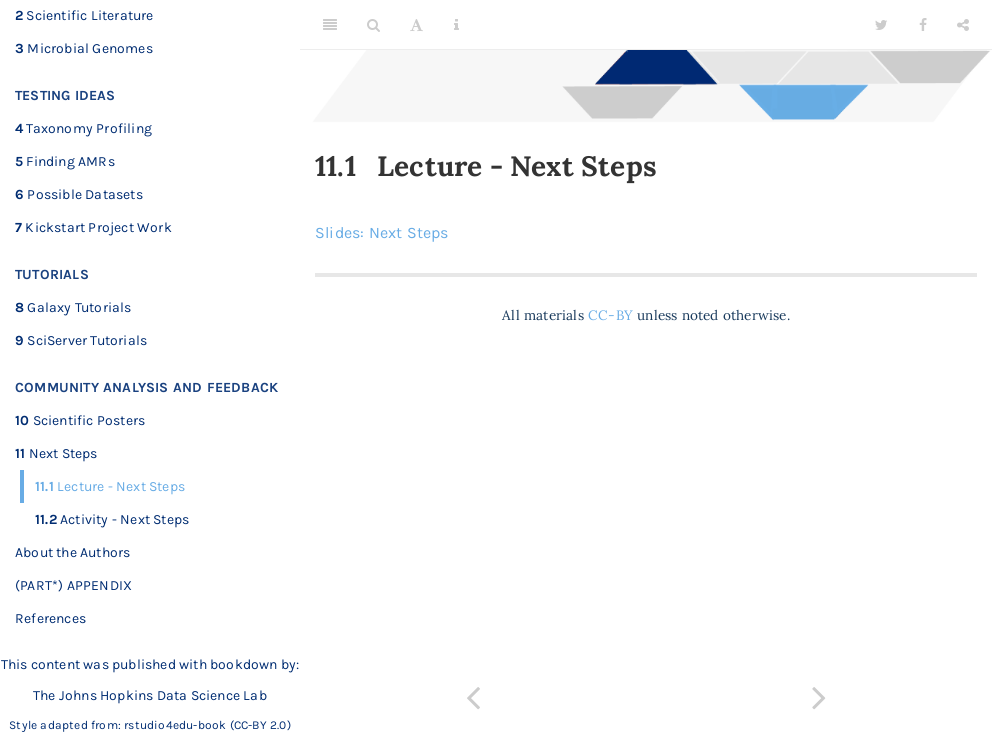 2 Scientific Literature
3 Microbial Genomes
TESTING IDEAS
4 Taxonomy Profiling
5 Finding AMRs
6 Possible Datasets
7 Kickstart Project Work
TUTORIALS
8 Galaxy Tutorials
9 SciServer Tutorials
COMMUNITY ANALYSIS AND FEEDBACK
10 Scientific Posters
11 Next Steps
11.1 Lecture - Next Steps
11.2 Activity - Next Steps
About the Authors
(PART*) APPENDIX
References
This content was published with bookdown by:
The Johns Hopkins Data Science Lab
Style adapted from: rstudio4edu-book (CC-BY 2.0)
11.1 Lecture - Next Steps
Slides: Next Steps
All materials CC-BY unless noted otherwise.